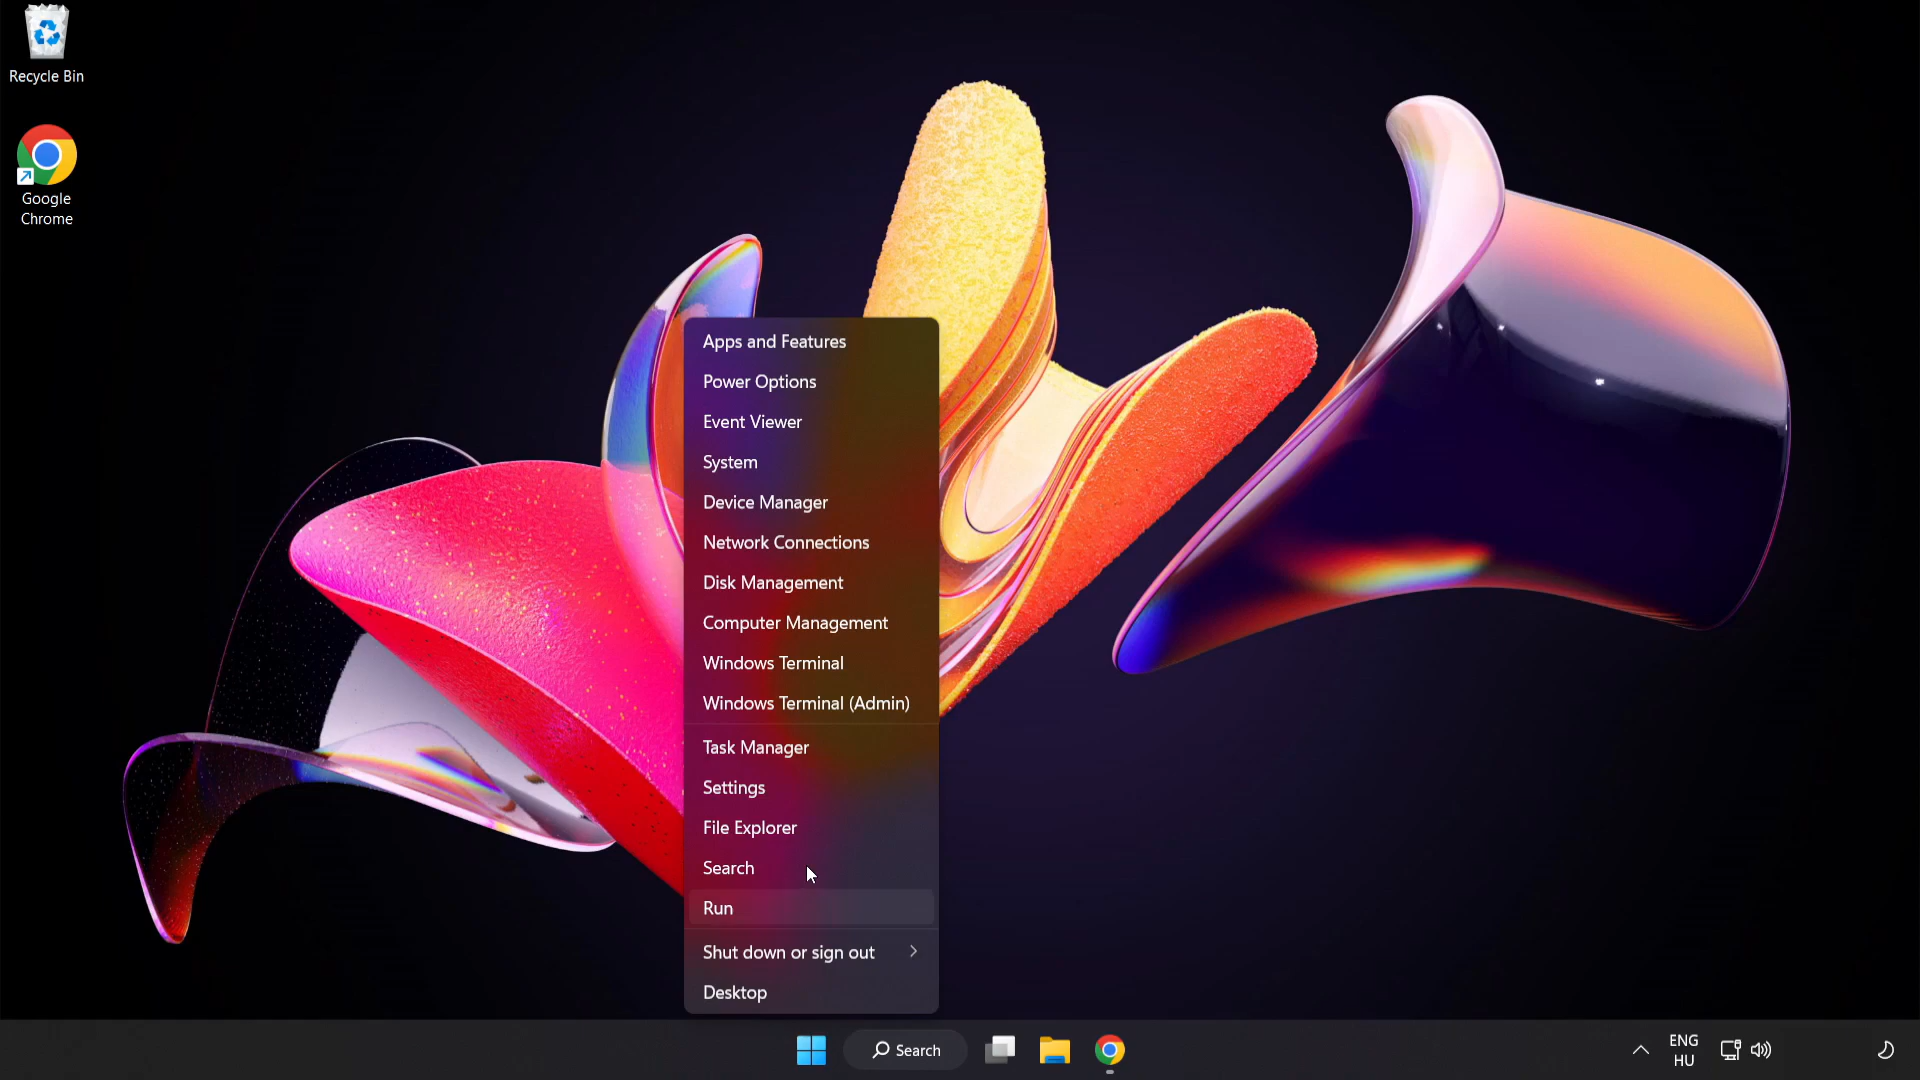 Recycle Bin
Google
Chrome
Apps and Features
Power Options
Event Viewer
System
Device Manager
Network Connections
Disk Management
Computer Management
Windows Terminal
Windows Terminal (Admin)
Task Manager
Settings
File Explorer
Search
Run
Shut down or sign out
Desktop
Search
ENG
HU